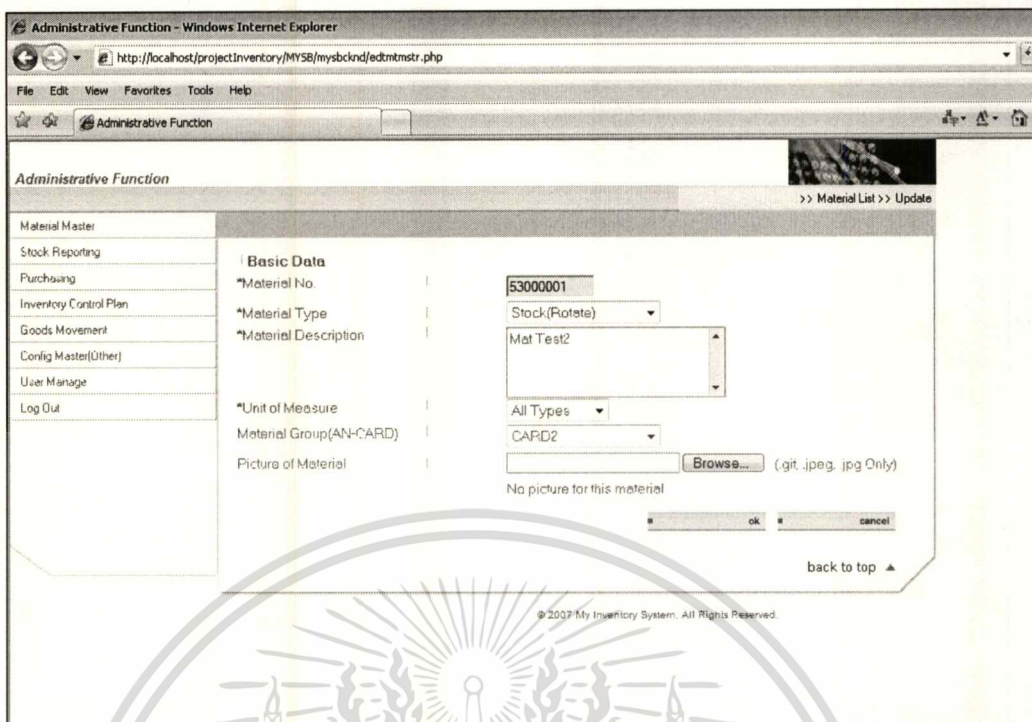 Administrative Function - Windows Internet Explorer
http://localhost/projectInventory/MYSB/mysbcknd/edtmtmstr.php
File Edit View Favorites Tools Help
Administrative Function
Administrative Function
>> Material List >> Update
Material Master
Stock Reporting
Purchasing
Inventory Control Plan
Goods Movement
Config Master(Other)
User Manage
Log Out
Basic Data
*Material No. 53000001
*Material Type Stock(Rotate)
*Material Description Mat Test2
*Unit of Measure All Types
Material Group(AN-CARD) CARD2
Picture of Material Browse... (.git, .jpeg, .jpg Only)
No picture for this material
ok cancel
back to top
© 2007 My Inventory System. All Rights Reserved.